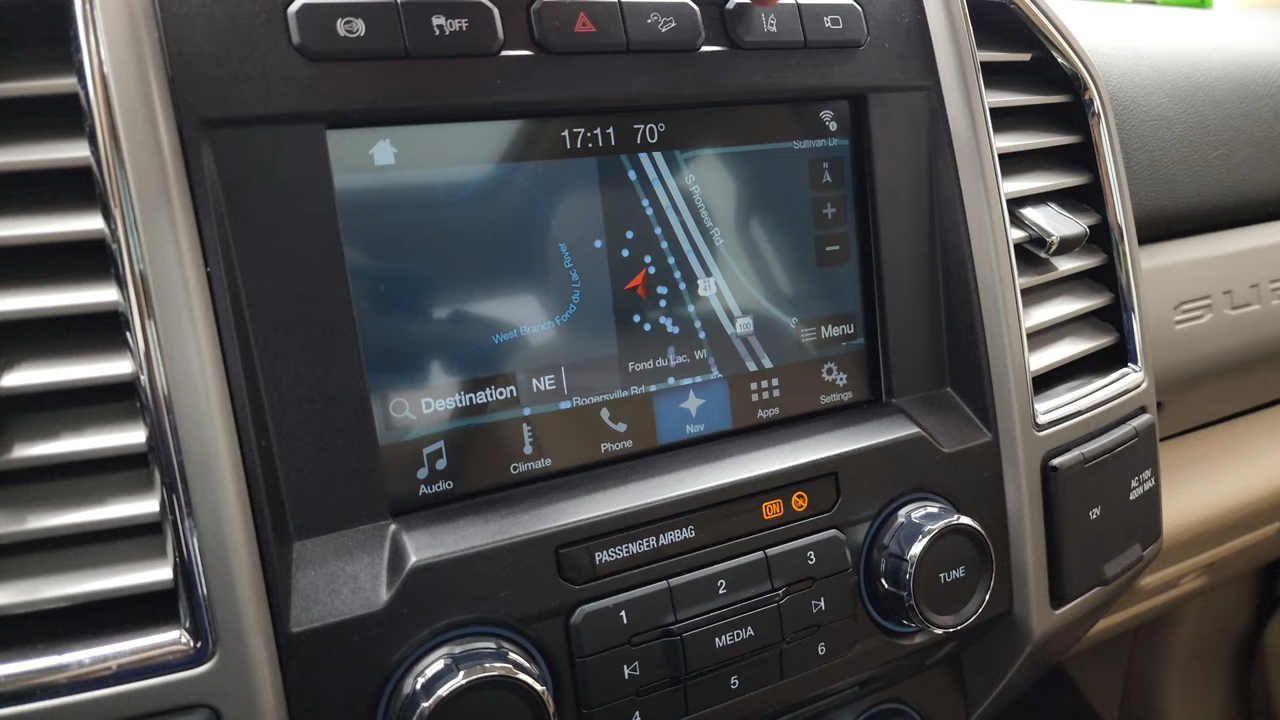 OFF
17:11 70°
Sullivan Dr
N
S Pioneer Rd
+
−
West Branch Fond du Lac River
41
100
Menu
Fond du Lac, WI
Destination NE
Rogersville Rd
Audio
Climate
Phone
Nav
Apps
Settings
PASSENGER AIRBAG ON
1 2 3
MEDIA
4 5 6
TUNE
12V
AC 110V
400W MAX